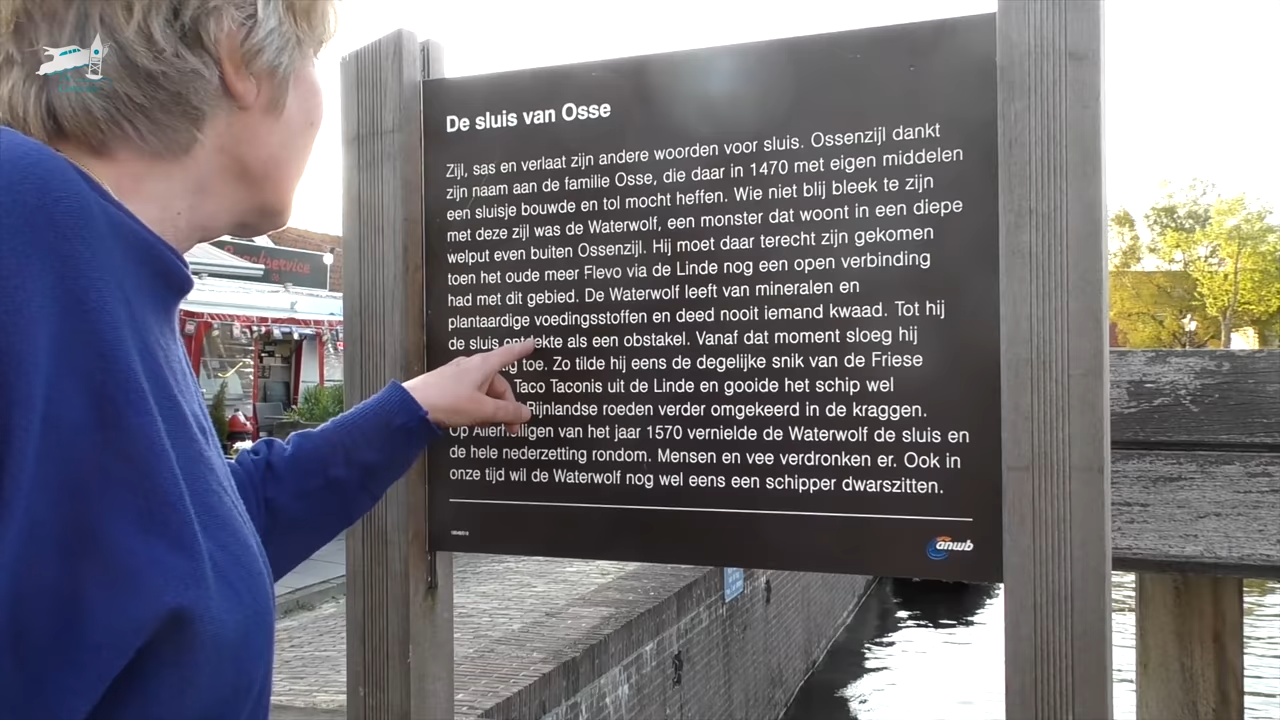 De sluis van Osse
Zijl, sas en verlaat zijn andere woorden voor sluis. Ossenzijl dankt
zijn naam aan de familie Osse, die daar in 1470 met eigen middelen
een sluisje bouwde en tol mocht heffen. Wie niet blij bleek te zijn
met deze zijl was de Waterwolf, een monster dat woont in een diepe
welput even buiten Ossenzijl. Hij moet daar terecht zijn gekomen
toen het oude meer Flevo via de Linde nog een open verbinding
had met dit gebied. De Waterwolf leeft van mineralen en
plantaardige voedingsstoffen en deed nooit iemand kwaad. Tot hij
de sluis ontdekte als een obstakel. Vanaf dat moment sloeg hij
toe. Zo tilde hij eens de degelijke snik van de Friese
Taco Taconis uit de Linde en gooide het schip wel
Rijnlandse roeden verder omgekeerd in de kraggen.
Op Allerheiligen van het jaar 1570 vernielde de Waterwolf de sluis en
de hele nederzetting rondom. Mensen en vee verdronken er. Ook in
onze tijd wil de Waterwolf nog wel eens een schipper dwarszitten.
anwb
Snackservice